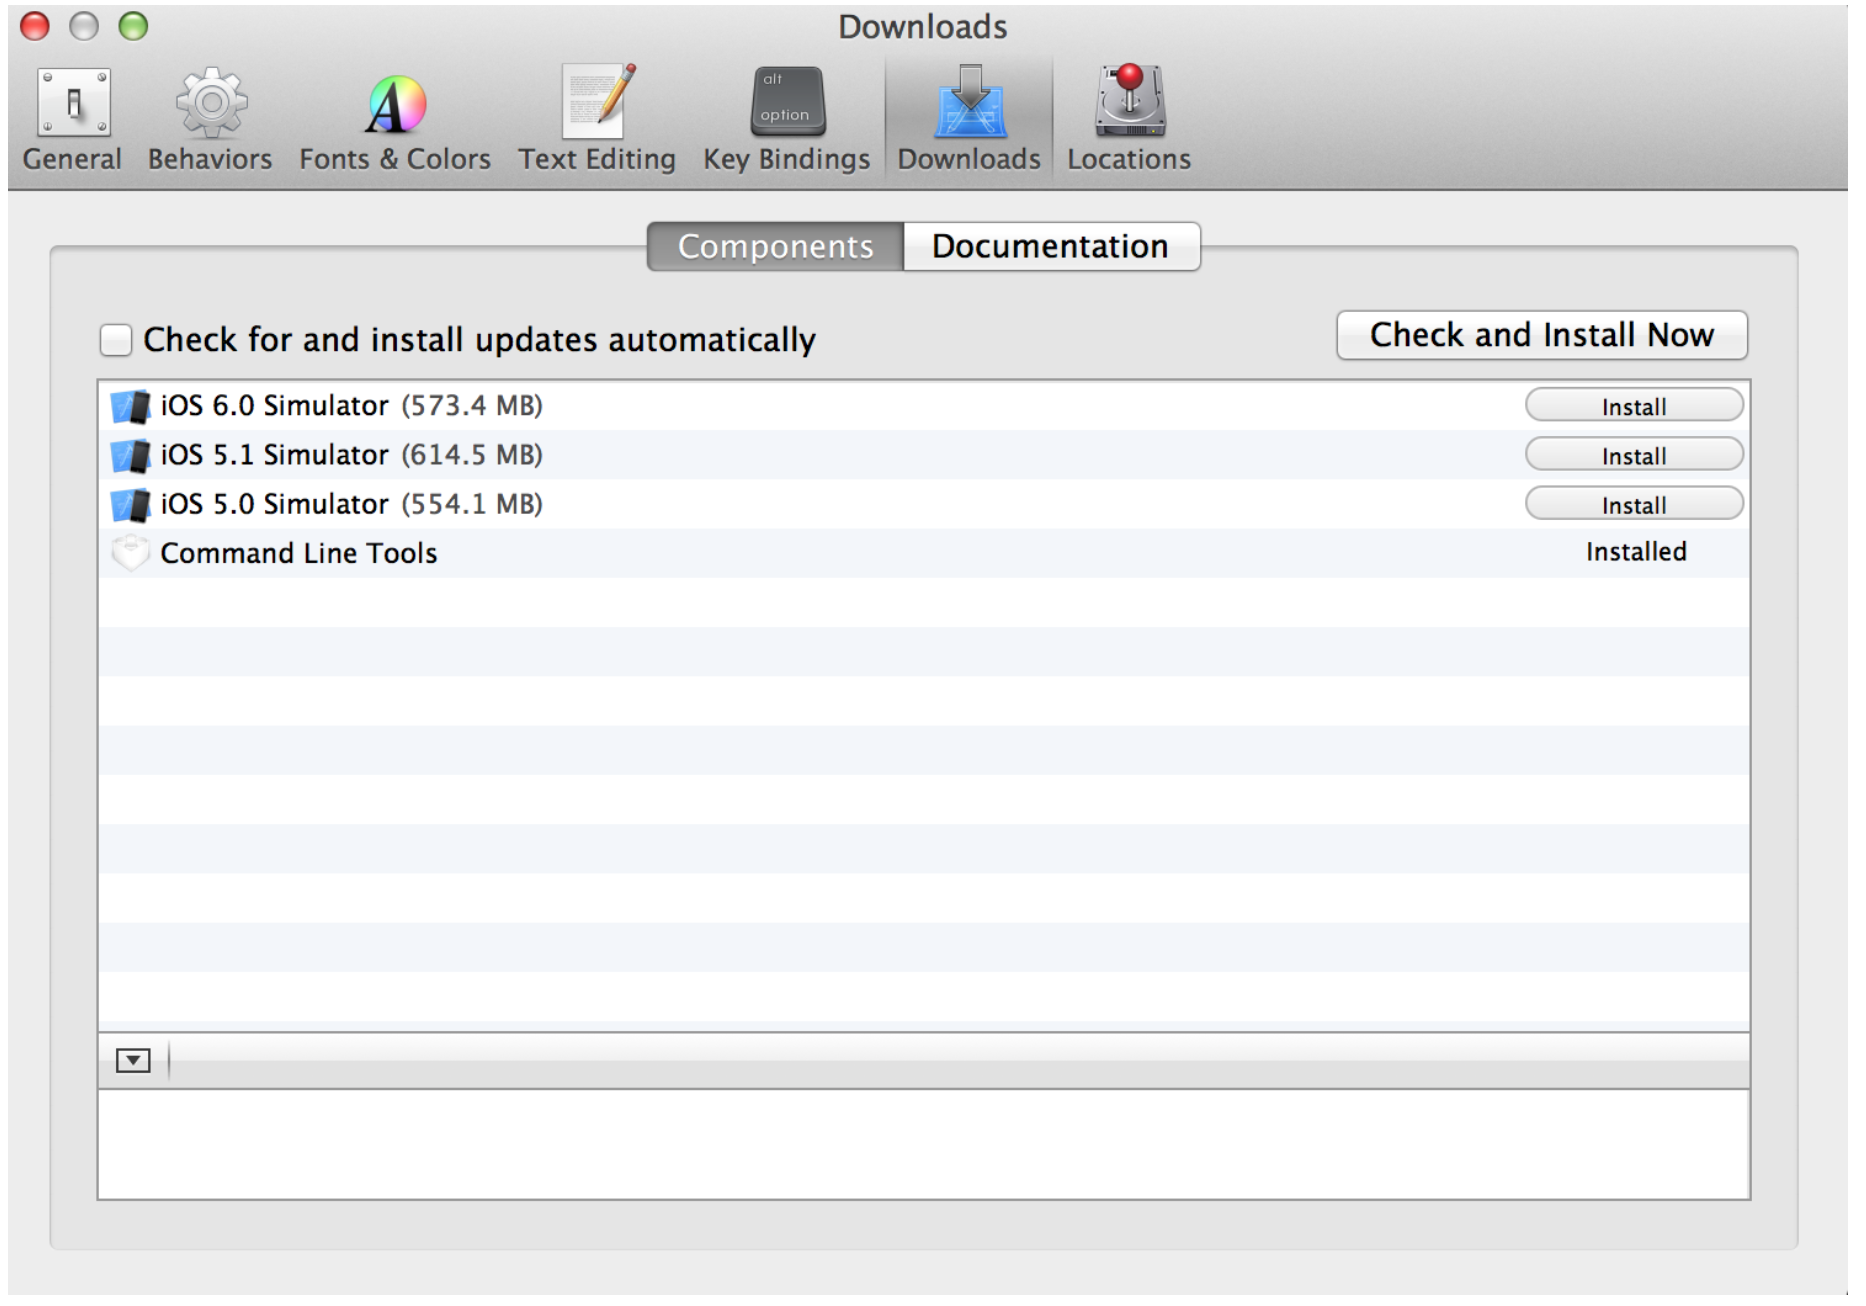 Downloads
alt
option
General Behaviors Fonts & Colors Text Editing Key Bindings Downloads Locations
Components Documentation
Check for and install updates automatically Check and Install Now
iOS 6.0 Simulator (573.4 MB) Install
iOS 5.1 Simulator (614.5 MB) Install
iOS 5.0 Simulator (554.1 MB) Install
Command Line Tools Installed